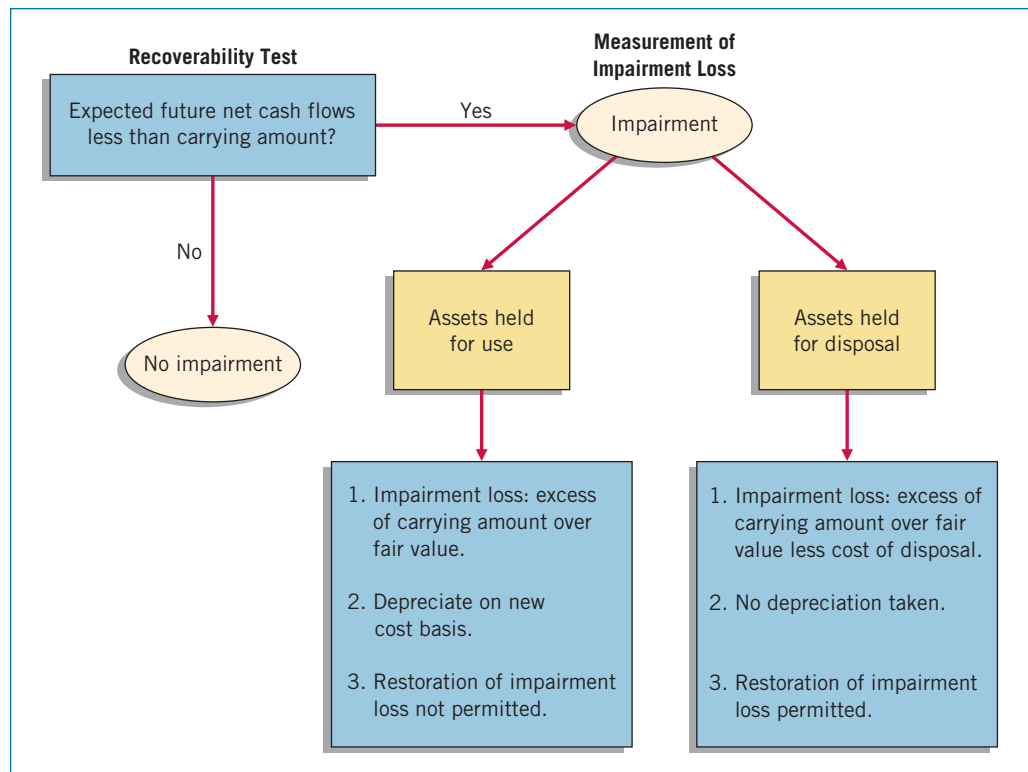 Recoverability Test
Measurement of
Impairment Loss
Expected future net cash flows
less than carrying amount?
Yes
Impairment
No
No impairment
Assets held
for use
Assets held
for disposal
1. Impairment loss: excess
of carrying amount over
fair value.
2. Depreciate on new
cost basis.
3. Restoration of impairment
loss not permitted.
1. Impairment loss: excess of
carrying amount over fair
value less cost of disposal.
2. No depreciation taken.
3. Restoration of impairment
loss permitted.